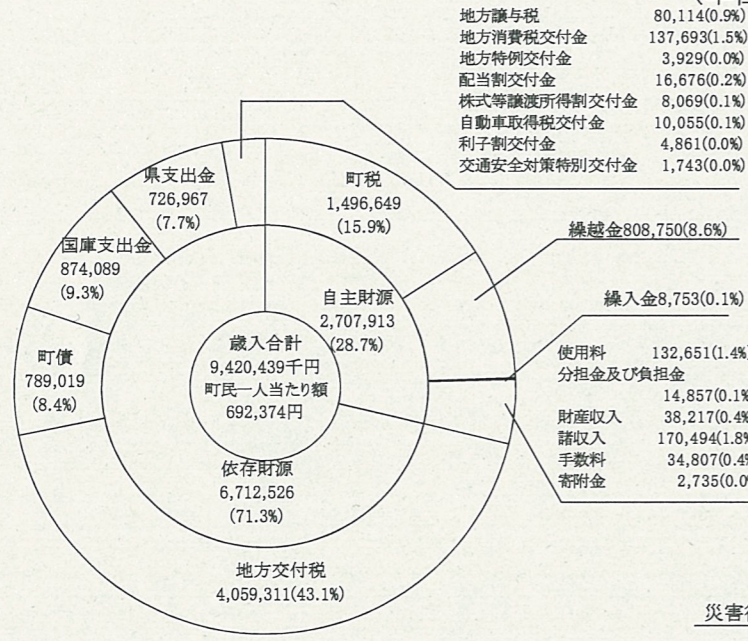 地方譲与税 80,114(0.9%)
地方消費税交付金 137,693(1.5%)
地方特例交付金 3,929(0.0%)
配当割交付金 16,676(0.2%)
株式等譲渡所得割交付金 8,069(0.1%)
自動車取得税交付金 10,055(0.1%)
利子割交付金 4,861(0.0%)
交通安全対策特別交付金 1,743(0.0%)
県支出金
726,967
(7.7%)
町税
1,496,649
(15.9%)
国庫支出金
874,089
(9.3%)
繰越金808,750(8.6%)
自主財源
2,707,913
(28.7%)
繰入金8,753(0.1%)
歳入合計
9,420,439千円
町民一人当たり額
692,374円
町債
789,019
(8.4%)
使用料 132,651(1.4%
分担金及び負担金
14,857(0.1%
財産収入 38,217(0.4%
諸収入 170,494(1.8%
手数料 34,807(0.4%
寄附金 2,735(0.0%
依存財源
6,712,526
(71.3%)
地方交付税
4,059,311(43.1%)
災害